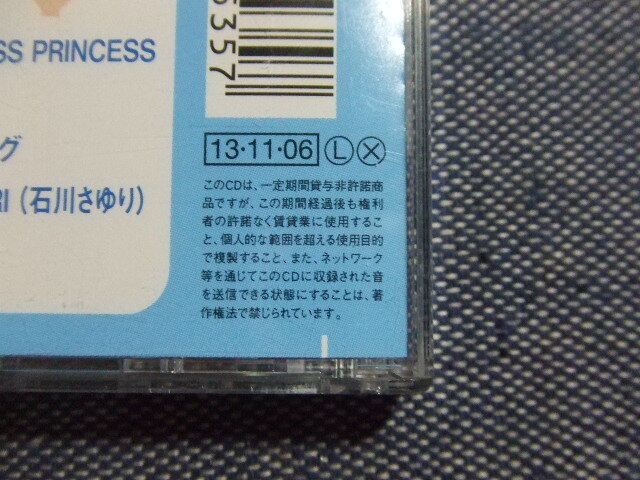 SS PRINCESS
5357
グ
RI（石川さゆり）
13·11·06 Ⓛ Ⓧ
このCDは、一定期間貸与非許諾商
品ですが、この期間経過後も権利
者の許諾なく賃貸業に使用するこ
と、個人的な範囲を超える使用目的
で複製すること、また、ネットワーク
等を通じてこのCDに収録された音
を送信できる状態にすることは、著
作権法で禁じられています。